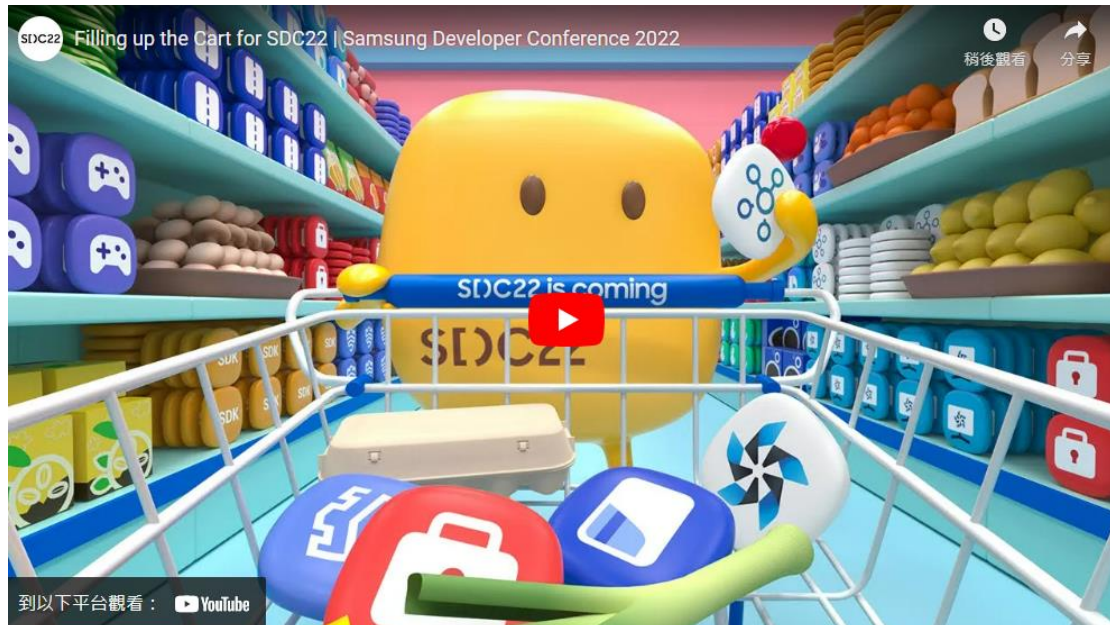 SDC22
Filling up the Cart for SDC22 | Samsung Developer Conference 2022
稍後觀看
分享
SDC22 is coming
SDC22
SDK
SDK
SDK
SDK
到以下平台觀看：
YouTube